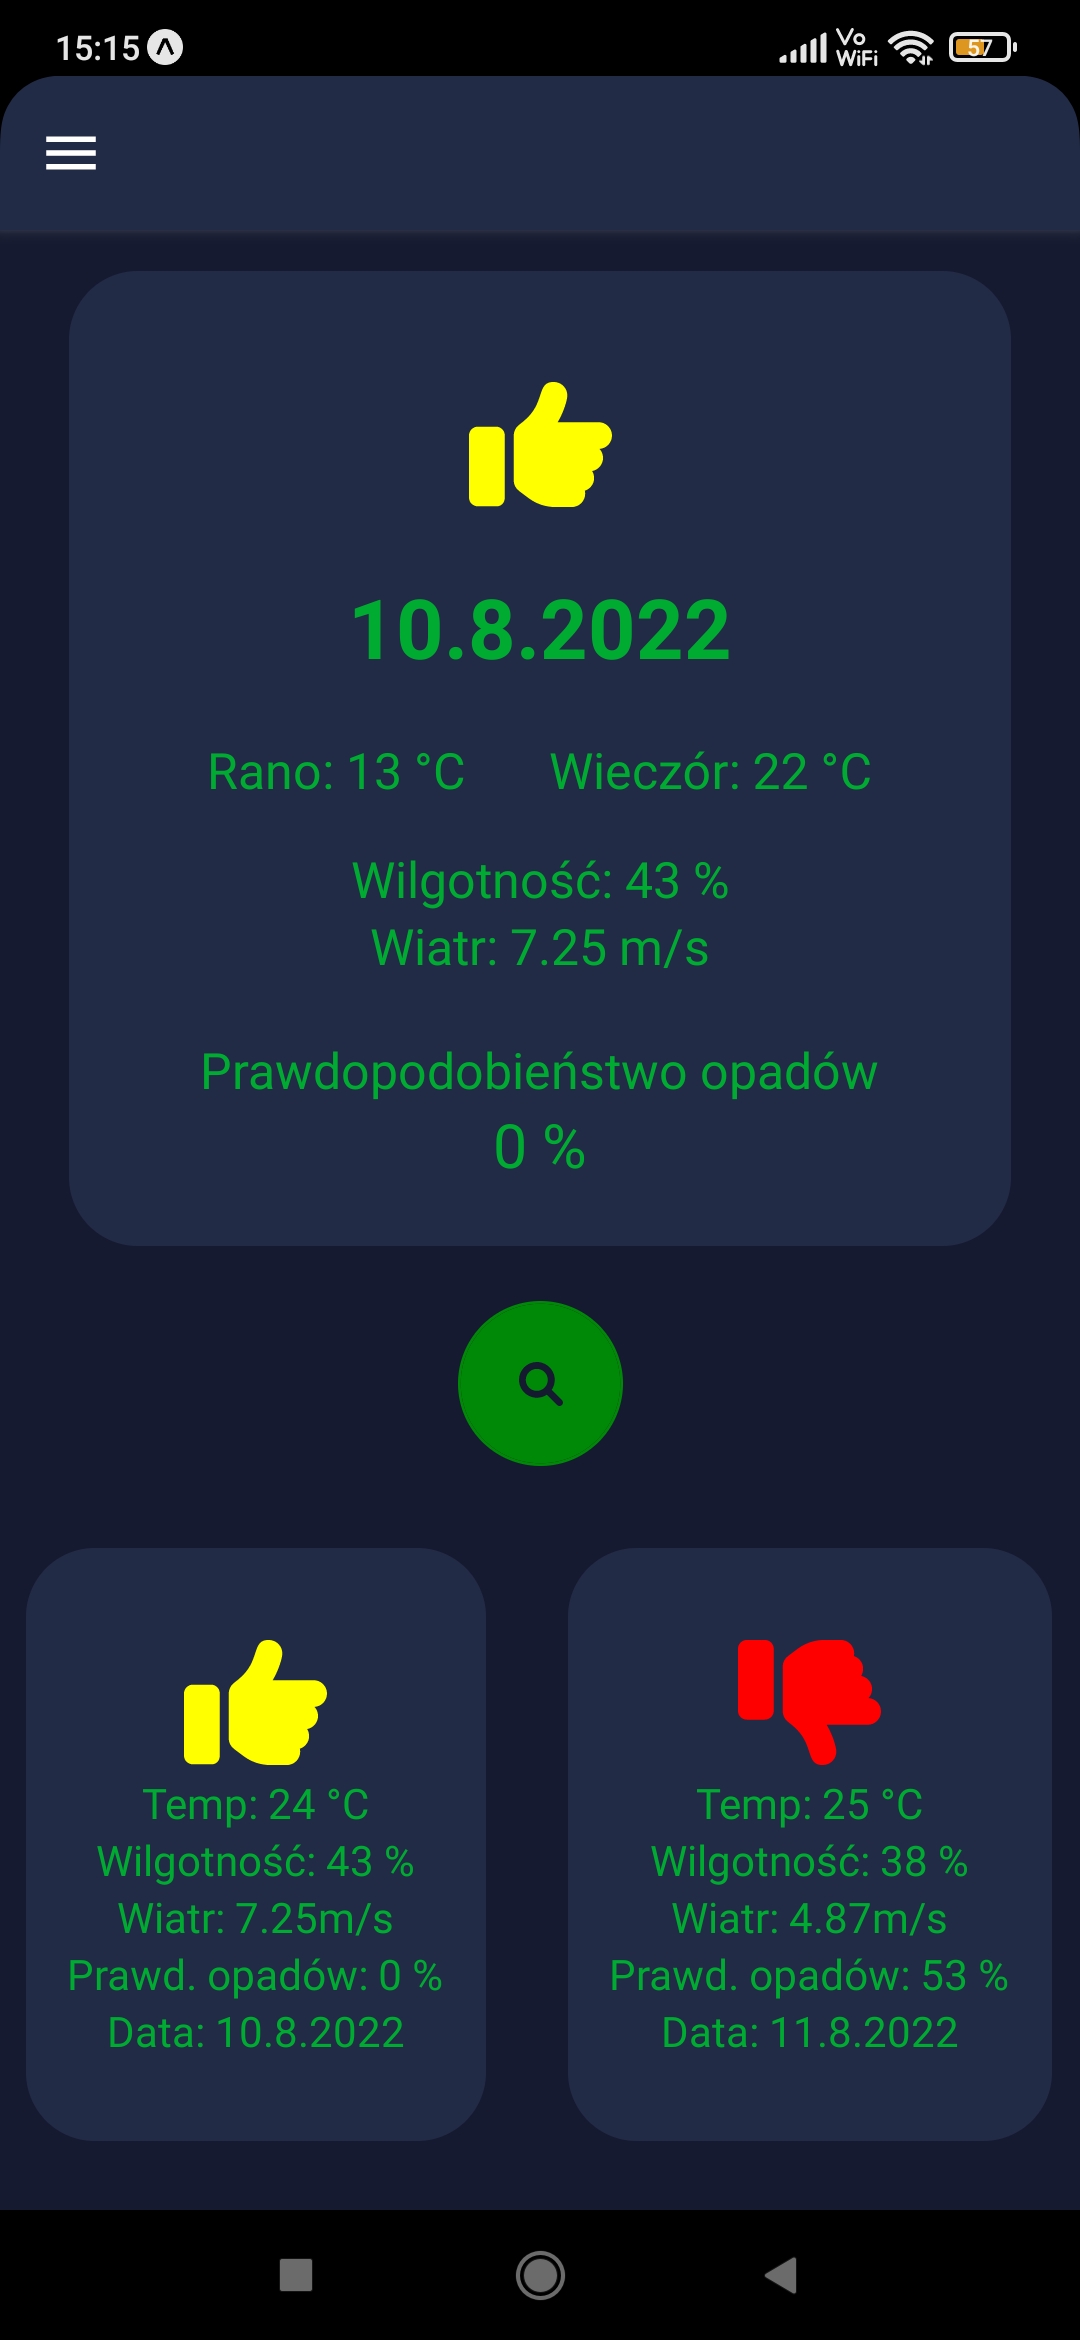 15:15
Vo
WiFi
57
10.8.2022
Rano: 13 °C Wieczór: 22 °C
Wilgotność: 43 %
Wiatr: 7.25 m/s
Prawdopodobieństwo opadów
0 %
Temp: 24 °C
Wilgotność: 43 %
Wiatr: 7.25m/s
Prawd. opadów: 0 %
Data: 10.8.2022
Temp: 25 °C
Wilgotność: 38 %
Wiatr: 4.87m/s
Prawd. opadów: 53 %
Data: 11.8.2022